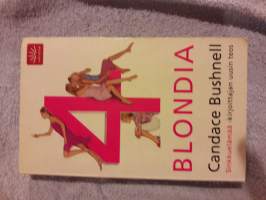 4
BLONDIA
Candace Bushnell
Sinkkuelämää -kirjoittajan uusin teos